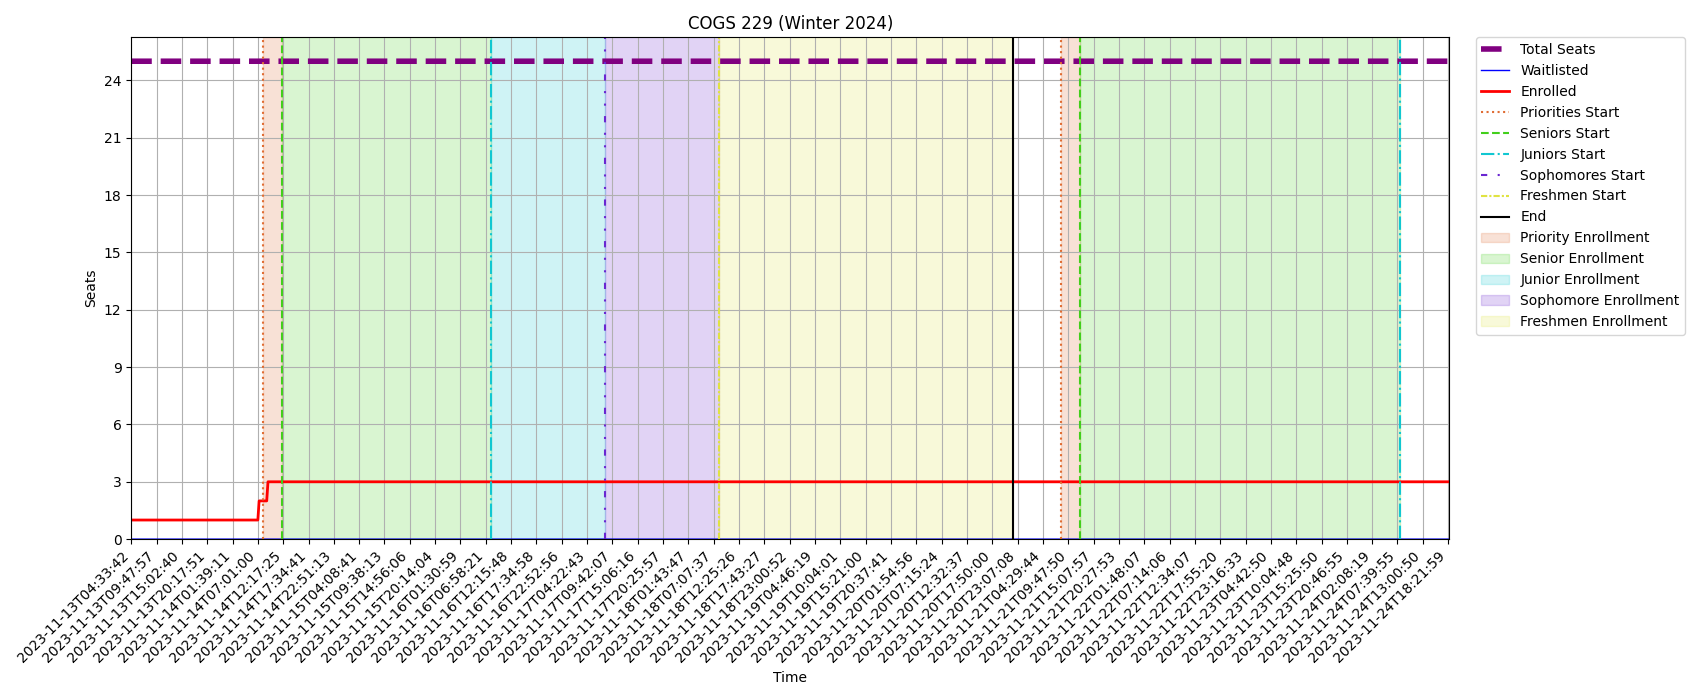 COGS 229 (Winter 2024)
Seats
24
21
18
15
12
9
6
3
0
2023-11-13T04:33:42
2023-11-13T09:47:57
2023-11-13T15:02:40
2023-11-13T20:17:51
2023-11-14T01:39:11
2023-11-14T07:01:00
2023-11-14T12:17:25
2023-11-14T17:34:41
2023-11-14T22:51:13
2023-11-15T04:08:41
2023-11-15T09:38:13
2023-11-15T14:56:06
2023-11-15T20:14:04
2023-11-16T01:30:59
2023-11-16T06:58:21
2023-11-16T12:15:48
2023-11-16T17:34:58
2023-11-16T22:52:56
2023-11-17T04:22:43
2023-11-17T09:42:07
2023-11-17T15:06:16
2023-11-17T20:25:57
2023-11-18T01:43:47
2023-11-18T07:07:37
2023-11-18T12:25:26
2023-11-18T17:43:27
2023-11-18T23:00:52
2023-11-19T04:46:19
2023-11-19T10:04:01
2023-11-19T15:21:00
2023-11-19T20:37:41
2023-11-20T01:54:56
2023-11-20T07:15:24
2023-11-20T12:32:37
2023-11-20T17:50:00
2023-11-20T23:07:08
2023-11-21T04:29:44
2023-11-21T09:47:50
2023-11-21T15:07:57
2023-11-21T20:27:53
2023-11-22T01:48:07
2023-11-22T07:14:06
2023-11-22T12:34:07
2023-11-22T17:55:20
2023-11-22T23:16:33
2023-11-23T04:42:50
2023-11-23T10:04:48
2023-11-23T15:25:50
2023-11-23T20:46:55
2023-11-24T02:08:19
2023-11-24T07:39:55
2023-11-24T13:00:50
2023-11-24T18:21:59
Time
Total Seats
Waitlisted
Enrolled
Priorities Start
Seniors Start
Juniors Start
Sophomores Start
Freshmen Start
End
Priority Enrollment
Senior Enrollment
Junior Enrollment
Sophomore Enrollment
Freshmen Enrollment